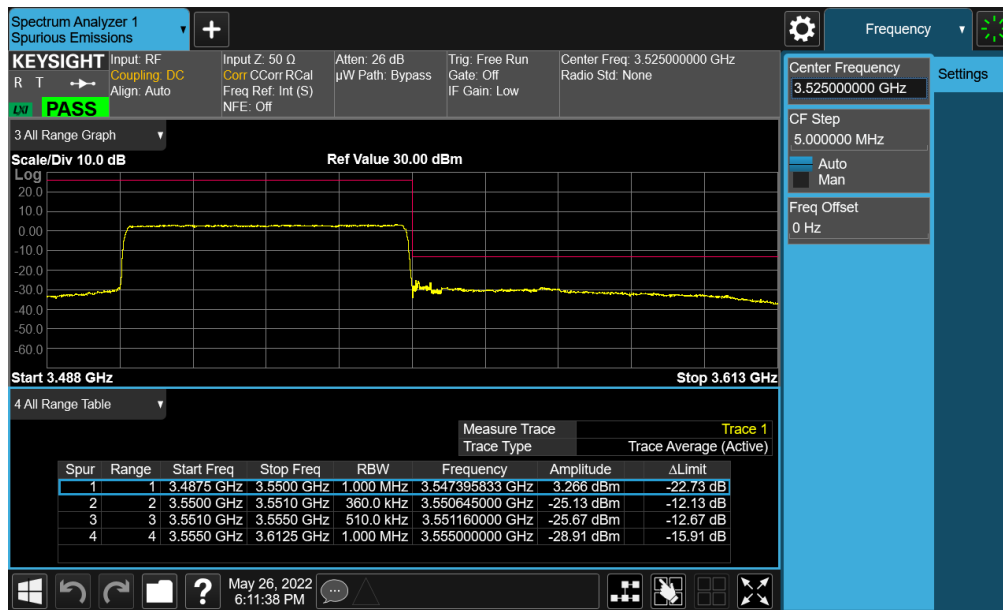 Spectrum Analyzer 1
Spurious Emissions
+
Frequency
KEYSIGHT
R T
LXI
PASS
Input: RF
Coupling: DC
Align: Auto
Input Z: 50 Ω
Corr CCorr RCal
Freq Ref: Int (S)
NFE: Off
Atten: 26 dB
µW Path: Bypass
Trig: Free Run
Gate: Off
IF Gain: Low
Center Freq: 3.525000000 GHz
Radio Std: None
Center Frequency
3.525000000 GHz
Settings
CF Step
5.000000 MHz
Auto
Man
Freq Offset
0 Hz
3 All Range Graph
Scale/Div 10.0 dB
Ref Value 30.00 dBm
Log
20.0
10.0
0.00
-10.0
-20.0
-30.0
-40.0
-50.0
-60.0
Start 3.488 GHz
Stop 3.613 GHz
4 All Range Table
Measure Trace Trace 1
Trace Type Trace Average (Active)
Spur Range Start Freq Stop Freq RBW Frequency Amplitude ΔLimit
1 1 3.4875 GHz 3.5500 GHz 1.000 MHz 3.547395833 GHz 3.266 dBm -22.73 dB
2 2 3.5500 GHz 3.5510 GHz 360.0 kHz 3.550645000 GHz -25.13 dBm -12.13 dB
3 3 3.5510 GHz 3.5550 GHz 510.0 kHz 3.551160000 GHz -25.67 dBm -12.67 dB
4 4 3.5550 GHz 3.6125 GHz 1.000 MHz 3.555000000 GHz -28.91 dBm -15.91 dB
?
May 26, 2022
6:11:38 PM